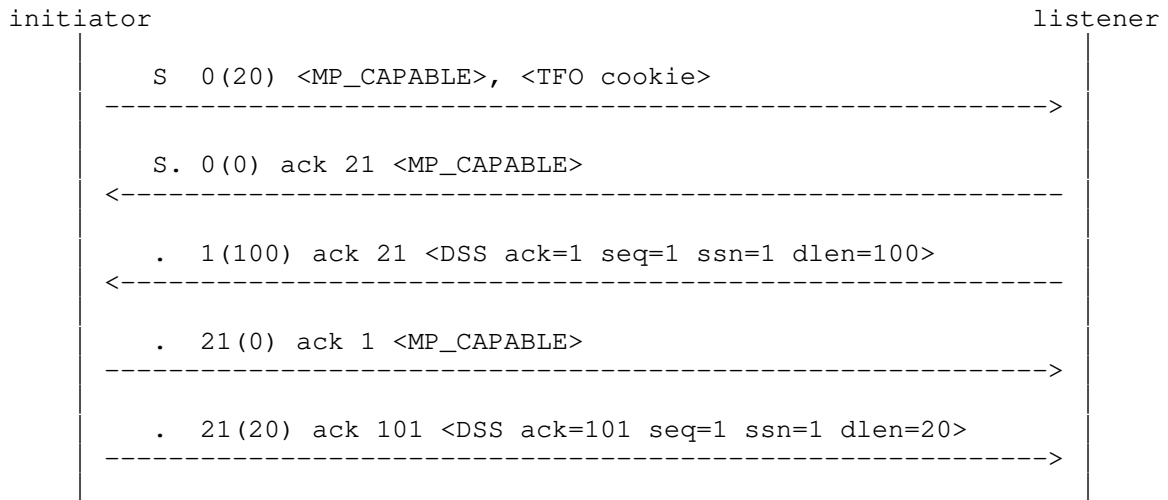 initiator listener
S 0(20) <MP_CAPABLE>, <TFO cookie>
S. 0(0) ack 21 <MP_CAPABLE>
. 1(100) ack 21 <DSS ack=1 seq=1 ssn=1 dlen=100>
. 21(0) ack 1 <MP_CAPABLE>
. 21(20) ack 101 <DSS ack=101 seq=1 ssn=1 dlen=20>